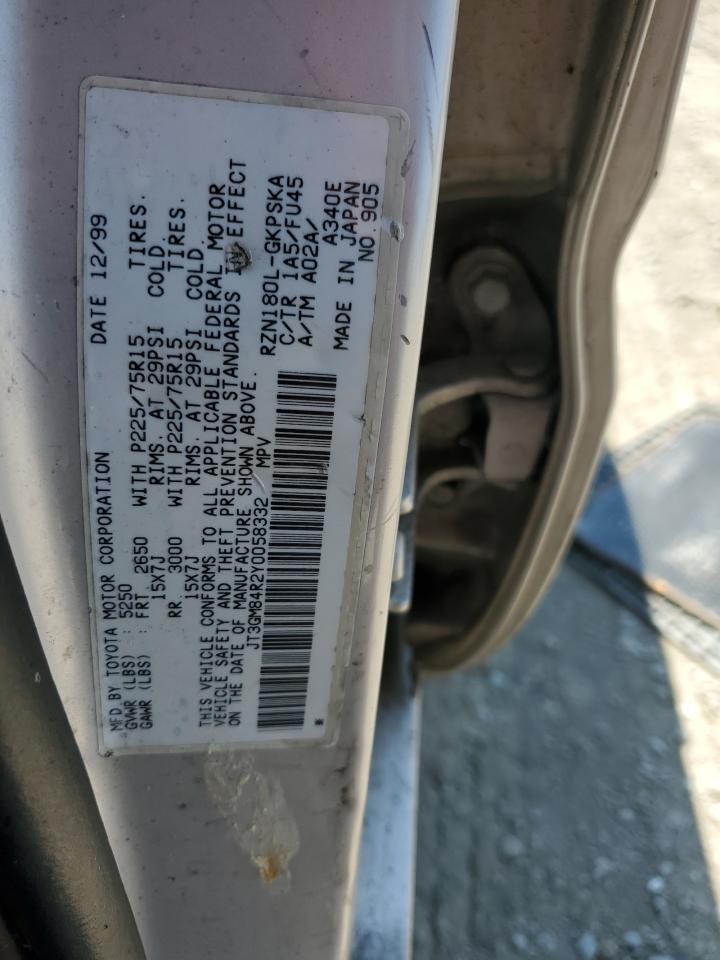 MFD BY TOYOTA MOTOR CORPORATION DATE 12/99
GVWR (LBS) : 5250
GAWR (LBS) : FRT 2650 WITH P225/75R15 TIRES.
15X7J RIMS. AT 29PSI COLD.
RR 3000 WITH P225/75R15 TIRES.
15X7J RIMS. AT 29PSI COLD.
THIS VEHICLE CONFORMS TO ALL APPLICABLE FEDERAL MOTOR
VEHICLE SAFETY AND THEFT PREVENTION STANDARDS IN EFFECT
ON THE DATE OF MANUFACTURE SHOWN ABOVE.
JT3GM84R2Y0058332 MPV
RZN180L-GKPSKA
C/TR 1A5/FU45
A/TM A02A/ A340E
MADE IN JAPAN
NO.905